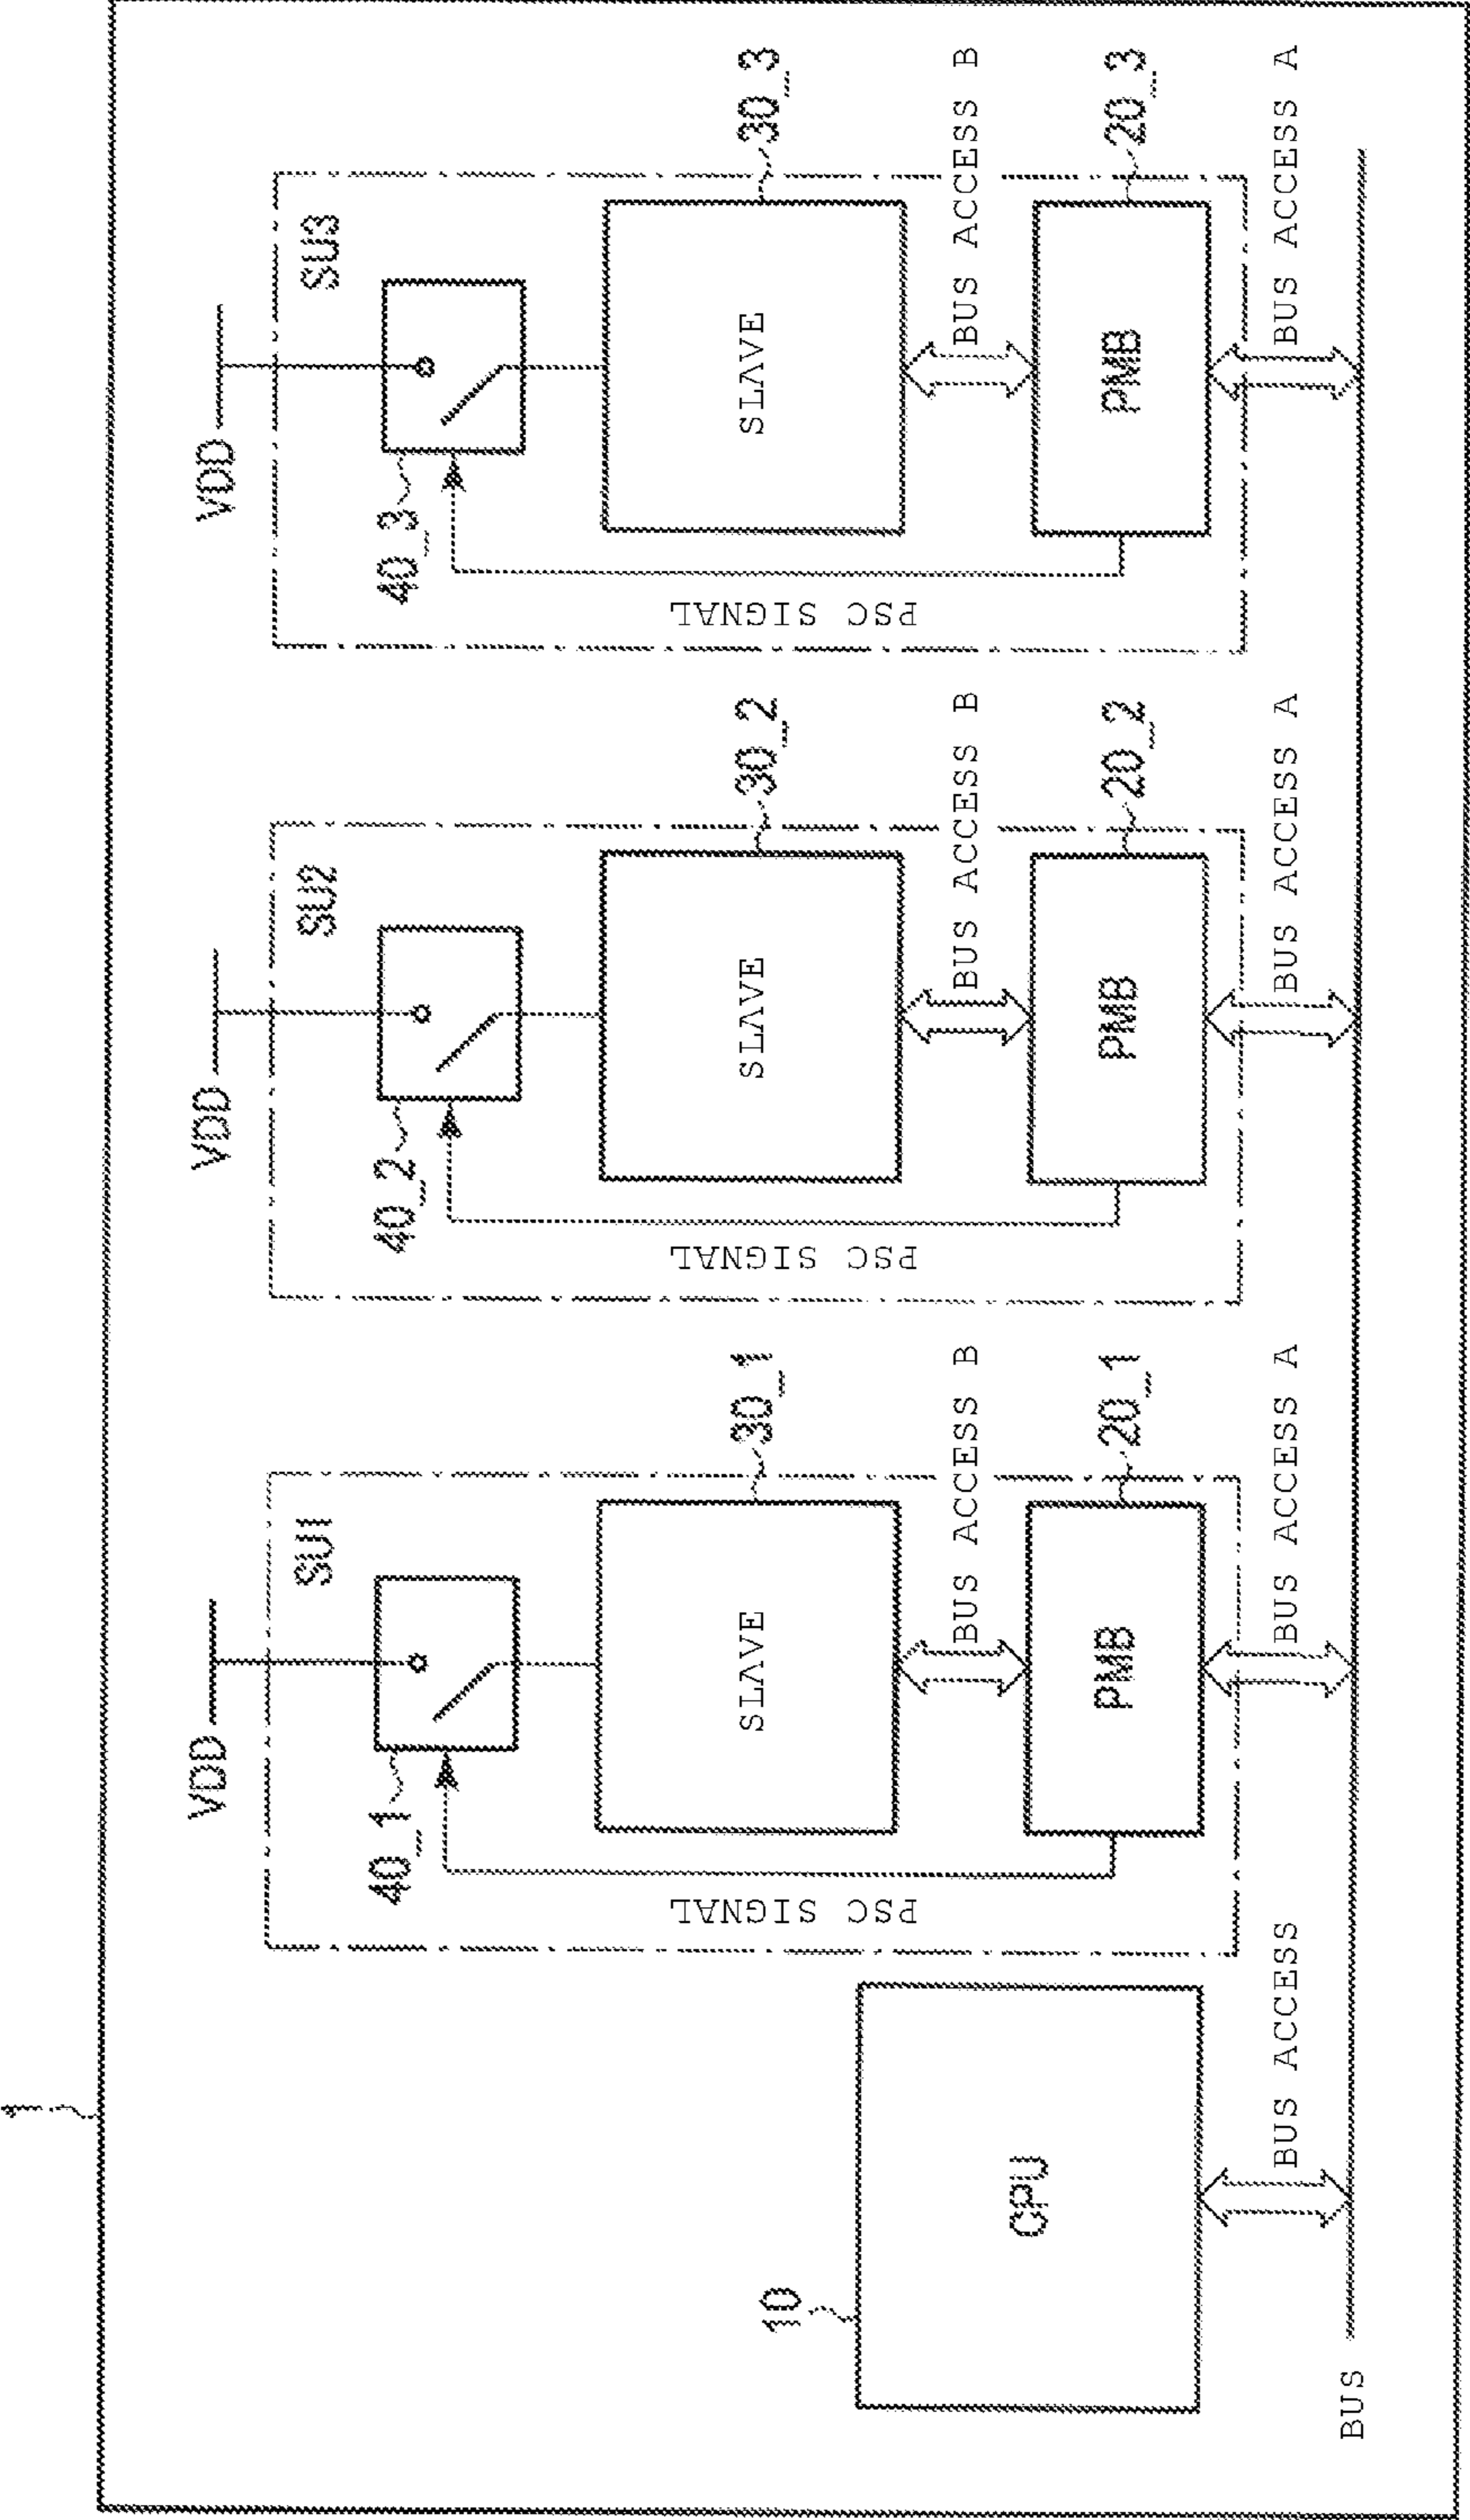 1
VDD
VDD
VDD
SU1
SU2
SU3
40_1
40_2
40_3
SLAVE
30_1
SLAVE
30_2
SLAVE
30_3
PSC SIGNAL
PSC SIGNAL
PSC SIGNAL
10
CPU
BUS ACCESS B
BUS ACCESS B
BUS ACCESS B
PMB
20_1
PMB
20_2
PMB
20_3
BUS ACCESS
BUS ACCESS A
BUS ACCESS A
BUS ACCESS A
BUS